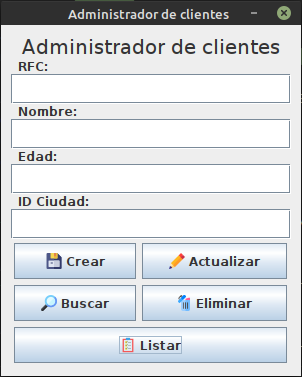 Administrador de clientes
Administrador de clientes
RFC:
Nombre:
Edad:
ID Ciudad:
Crear
Actualizar
Buscar
Eliminar
Listar